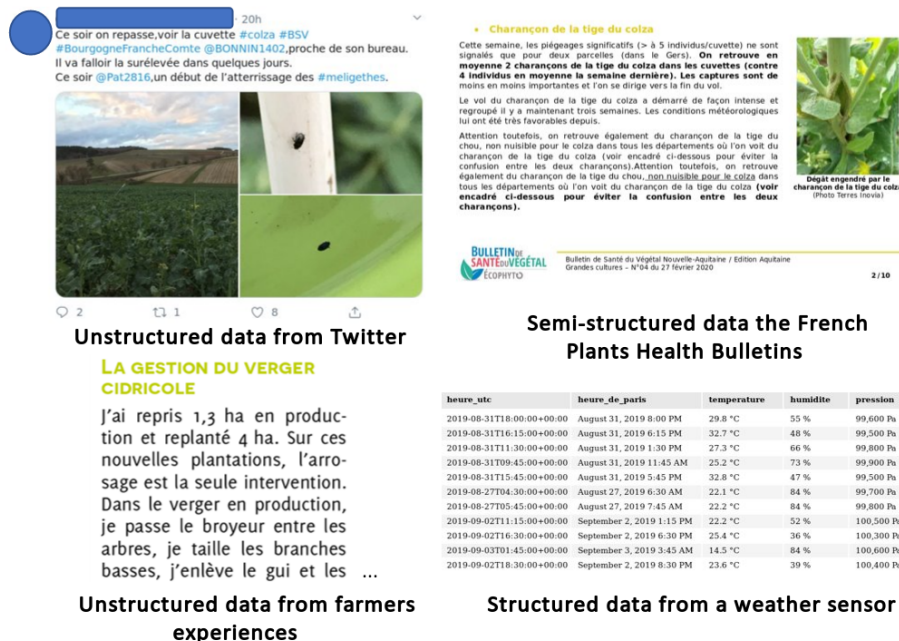 20h
Ce soir on repasse,voir la cuvette #colza #BSV
#BourgogneFrancheComte @BONNIN1402,proche de son bureau.
Il va falloir la surélevée dans quelques jours.
Ce soir @Pat2816,un début de l'atterrissage des #meligethes.
2 1 8
Unstructured data from Twitter
• Charançon de la tige du colza
Cette semaine, les piégeages significatifs (> à 5 individus/cuvette) ne sont
signalés que pour deux parcelles (dans le Gers). On retrouve en
moyenne 2 charançons de la tige du colza dans les cuvettes (contre
4 individus en moyenne la semaine dernière). Les captures sont de
moins en moins importantes et l'on se dirige vers la fin du vol.
Le vol du charançon de la tige du colza a démarré de façon intense et
regroupé il y a maintenant trois semaines. Les conditions météorologiques
lui ont été très favorables depuis.
Attention toutefois, on retrouve également du charançon de la tige du
chou, non nuisible pour le colza dans tous les départements où l'on voit du
charançon de la tige du colza (voir encadré ci-dessous pour éviter la
confusion entre les deux charançons).Attention toutefois, on retrouve
également du charançon de la tige du chou, non nuisible pour le colza dans
tous les départements où l'on voit du charançon de la tige du colza (voir
encadré ci-dessous pour éviter la confusion entre les deux
charançons).
Dégât engendré par le
charançon de la tige du colza
(Photo Terres Inovia)
BULLETIN DE
SANTÉ DU VÉGÉTAL
ÉCOPHYTO
Bulletin de Santé du Végétal Nouvelle-Aquitaine / Edition Aquitaine
Grandes cultures – N°04 du 27 février 2020
2/10
Semi-structured data the French
Plants Health Bulletins
LA GESTION DU VERGER
CIDRICOLE
J'ai repris 1,3 ha en produc-
tion et replanté 4 ha. Sur ces
nouvelles plantations, l'arro-
sage est la seule intervention.
Dans le verger en production,
je passe le broyeur entre les
arbres, je taille les branches
basses, j'enlève le gui et les ...
Unstructured data from farmers
experiences
heure_utc heure_de_paris temperature humidite pression
2019-08-31T18:00:00+00:00 August 31, 2019 8:00 PM 29.8 °C 55 % 99,600 Pa
2019-08-31T16:15:00+00:00 August 31, 2019 6:15 PM 32.7 °C 48 % 99,500 Pa
2019-08-31T11:30:00+00:00 August 31, 2019 1:30 PM 27.3 °C 66 % 99,800 Pa
2019-08-31T09:45:00+00:00 August 31, 2019 11:45 AM 25.2 °C 73 % 99,900 Pa
2019-08-31T15:45:00+00:00 August 31, 2019 5:45 PM 32.8 °C 47 % 99,500 Pa
2019-08-27T04:30:00+00:00 August 27, 2019 6:30 AM 22.1 °C 84 % 99,700 Pa
2019-08-27T05:45:00+00:00 August 27, 2019 7:45 AM 22.2 °C 84 % 99,800 Pa
2019-09-02T11:15:00+00:00 September 2, 2019 1:15 PM 22.2 °C 52 % 100,500 Pa
2019-09-02T16:30:00+00:00 September 2, 2019 6:30 PM 25.4 °C 36 % 100,300 Pa
2019-09-03T01:45:00+00:00 September 3, 2019 3:45 AM 14.5 °C 84 % 100,600 Pa
2019-09-02T18:30:00+00:00 September 2, 2019 8:30 PM 23.6 °C 39 % 100,400 Pa
Structured data from a weather sensor